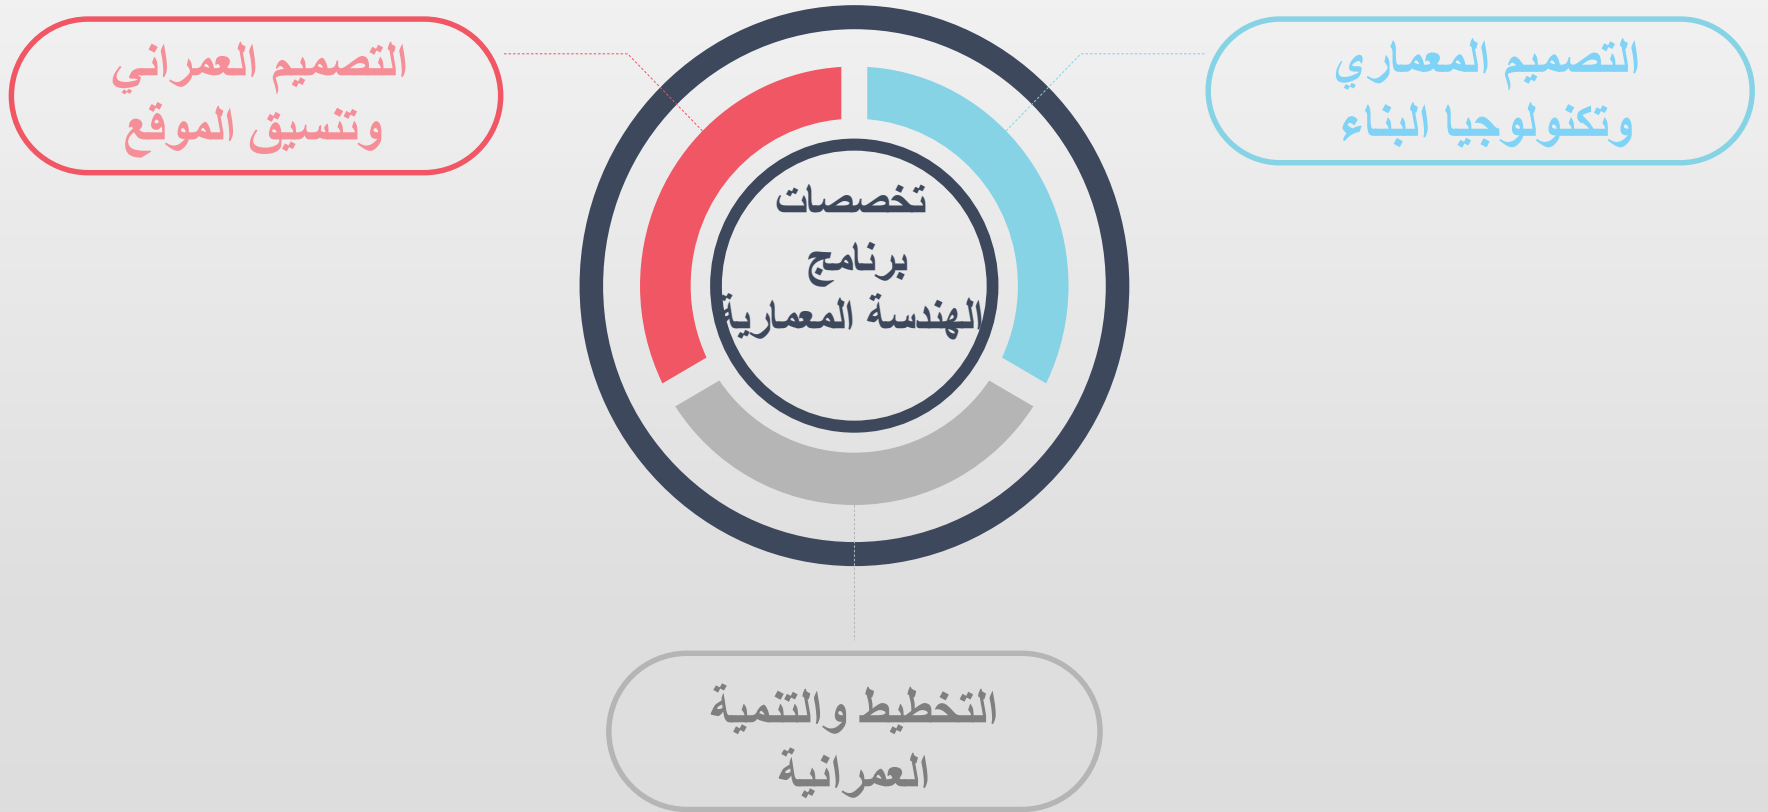 التصميم المعماري
وتكنولوجيا البناء
التصميم العمراني
وتنسيق الموقع
تخصصات
برنامج
الهندسة المعمارية
التخطيط والتنمية
العمرانية